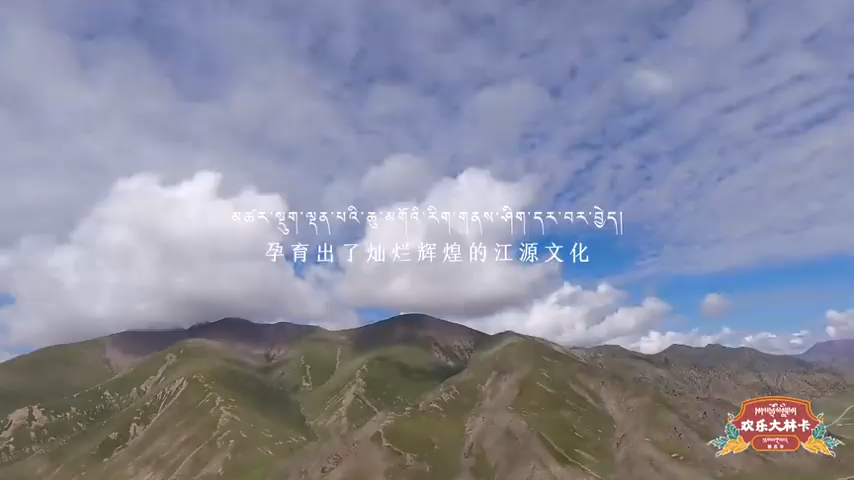 མཚར་སྡུག་ལྡན་པའི་ཆུ་མགོའི་རིག་གནས་ཤིག་དར་བར་བྱེད།
孕育出了灿烂辉煌的江源文化
欢乐大林卡